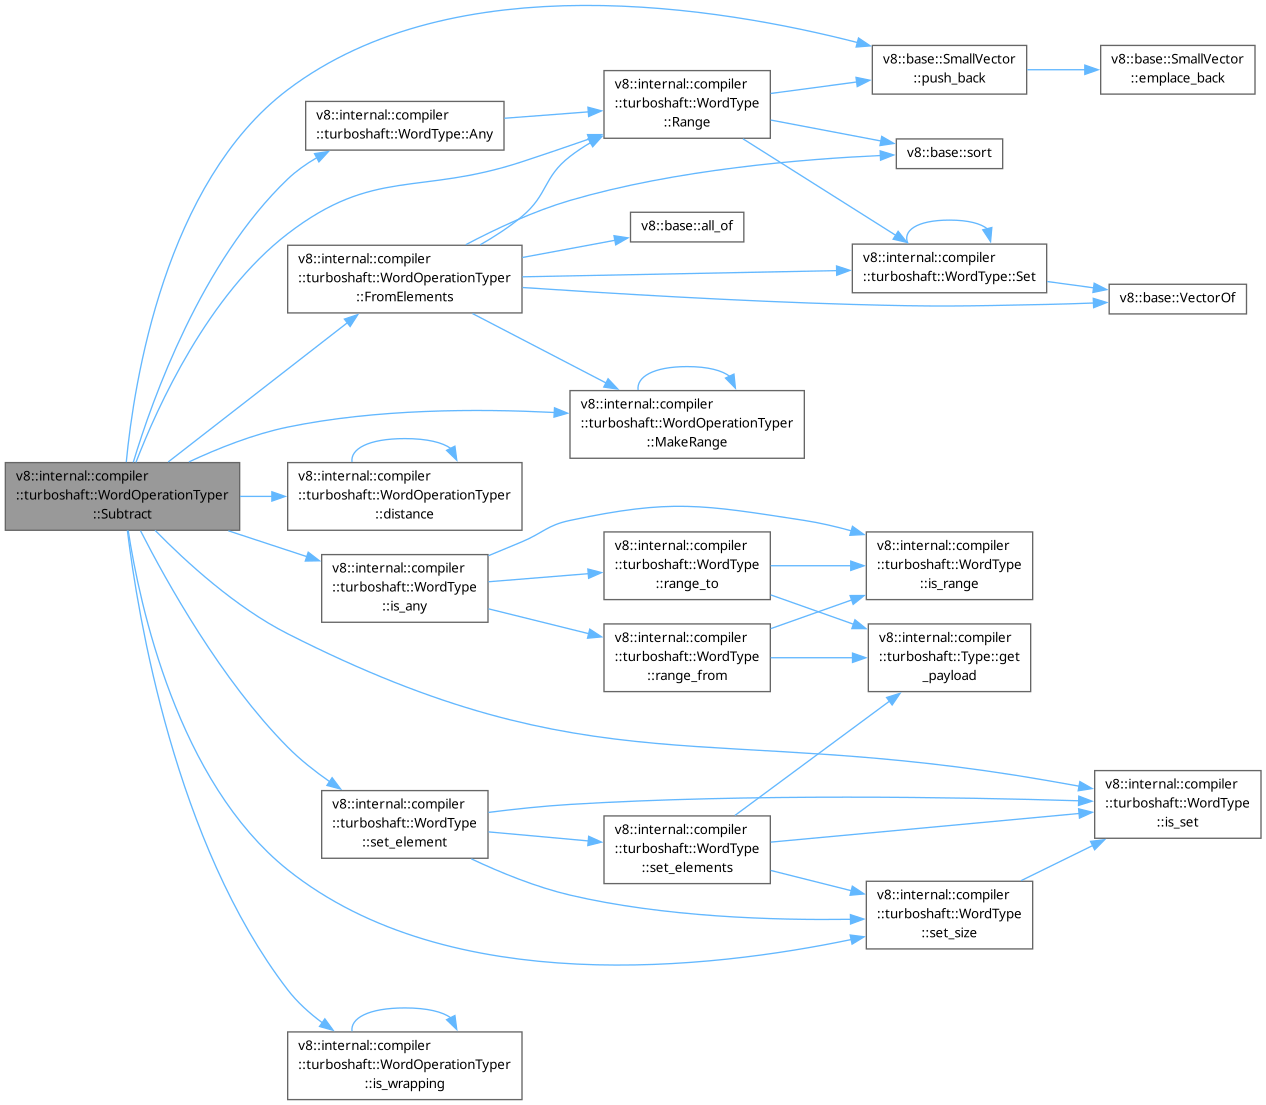 v8::internal::compiler
::turboshaft::WordOperationTyper
::Subtract
v8::internal::compiler
::turboshaft::WordType::Any
v8::internal::compiler
::turboshaft::WordOperationTyper
::FromElements
v8::internal::compiler
::turboshaft::WordOperationTyper
::distance
v8::internal::compiler
::turboshaft::WordType
::is_any
v8::internal::compiler
::turboshaft::WordType
::set_element
v8::internal::compiler
::turboshaft::WordOperationTyper
::is_wrapping
v8::internal::compiler
::turboshaft::WordType
::Range
v8::base::all_of
v8::internal::compiler
::turboshaft::WordOperationTyper
::MakeRange
v8::internal::compiler
::turboshaft::WordType
::range_to
v8::internal::compiler
::turboshaft::WordType
::range_from
v8::internal::compiler
::turboshaft::WordType
::set_elements
v8::base::SmallVector
::push_back
v8::base::sort
v8::internal::compiler
::turboshaft::WordType::Set
v8::internal::compiler
::turboshaft::WordType
::is_range
v8::internal::compiler
::turboshaft::Type::get
_payload
v8::internal::compiler
::turboshaft::WordType
::set_size
v8::base::SmallVector
::emplace_back
v8::base::VectorOf
v8::internal::compiler
::turboshaft::WordType
::is_set